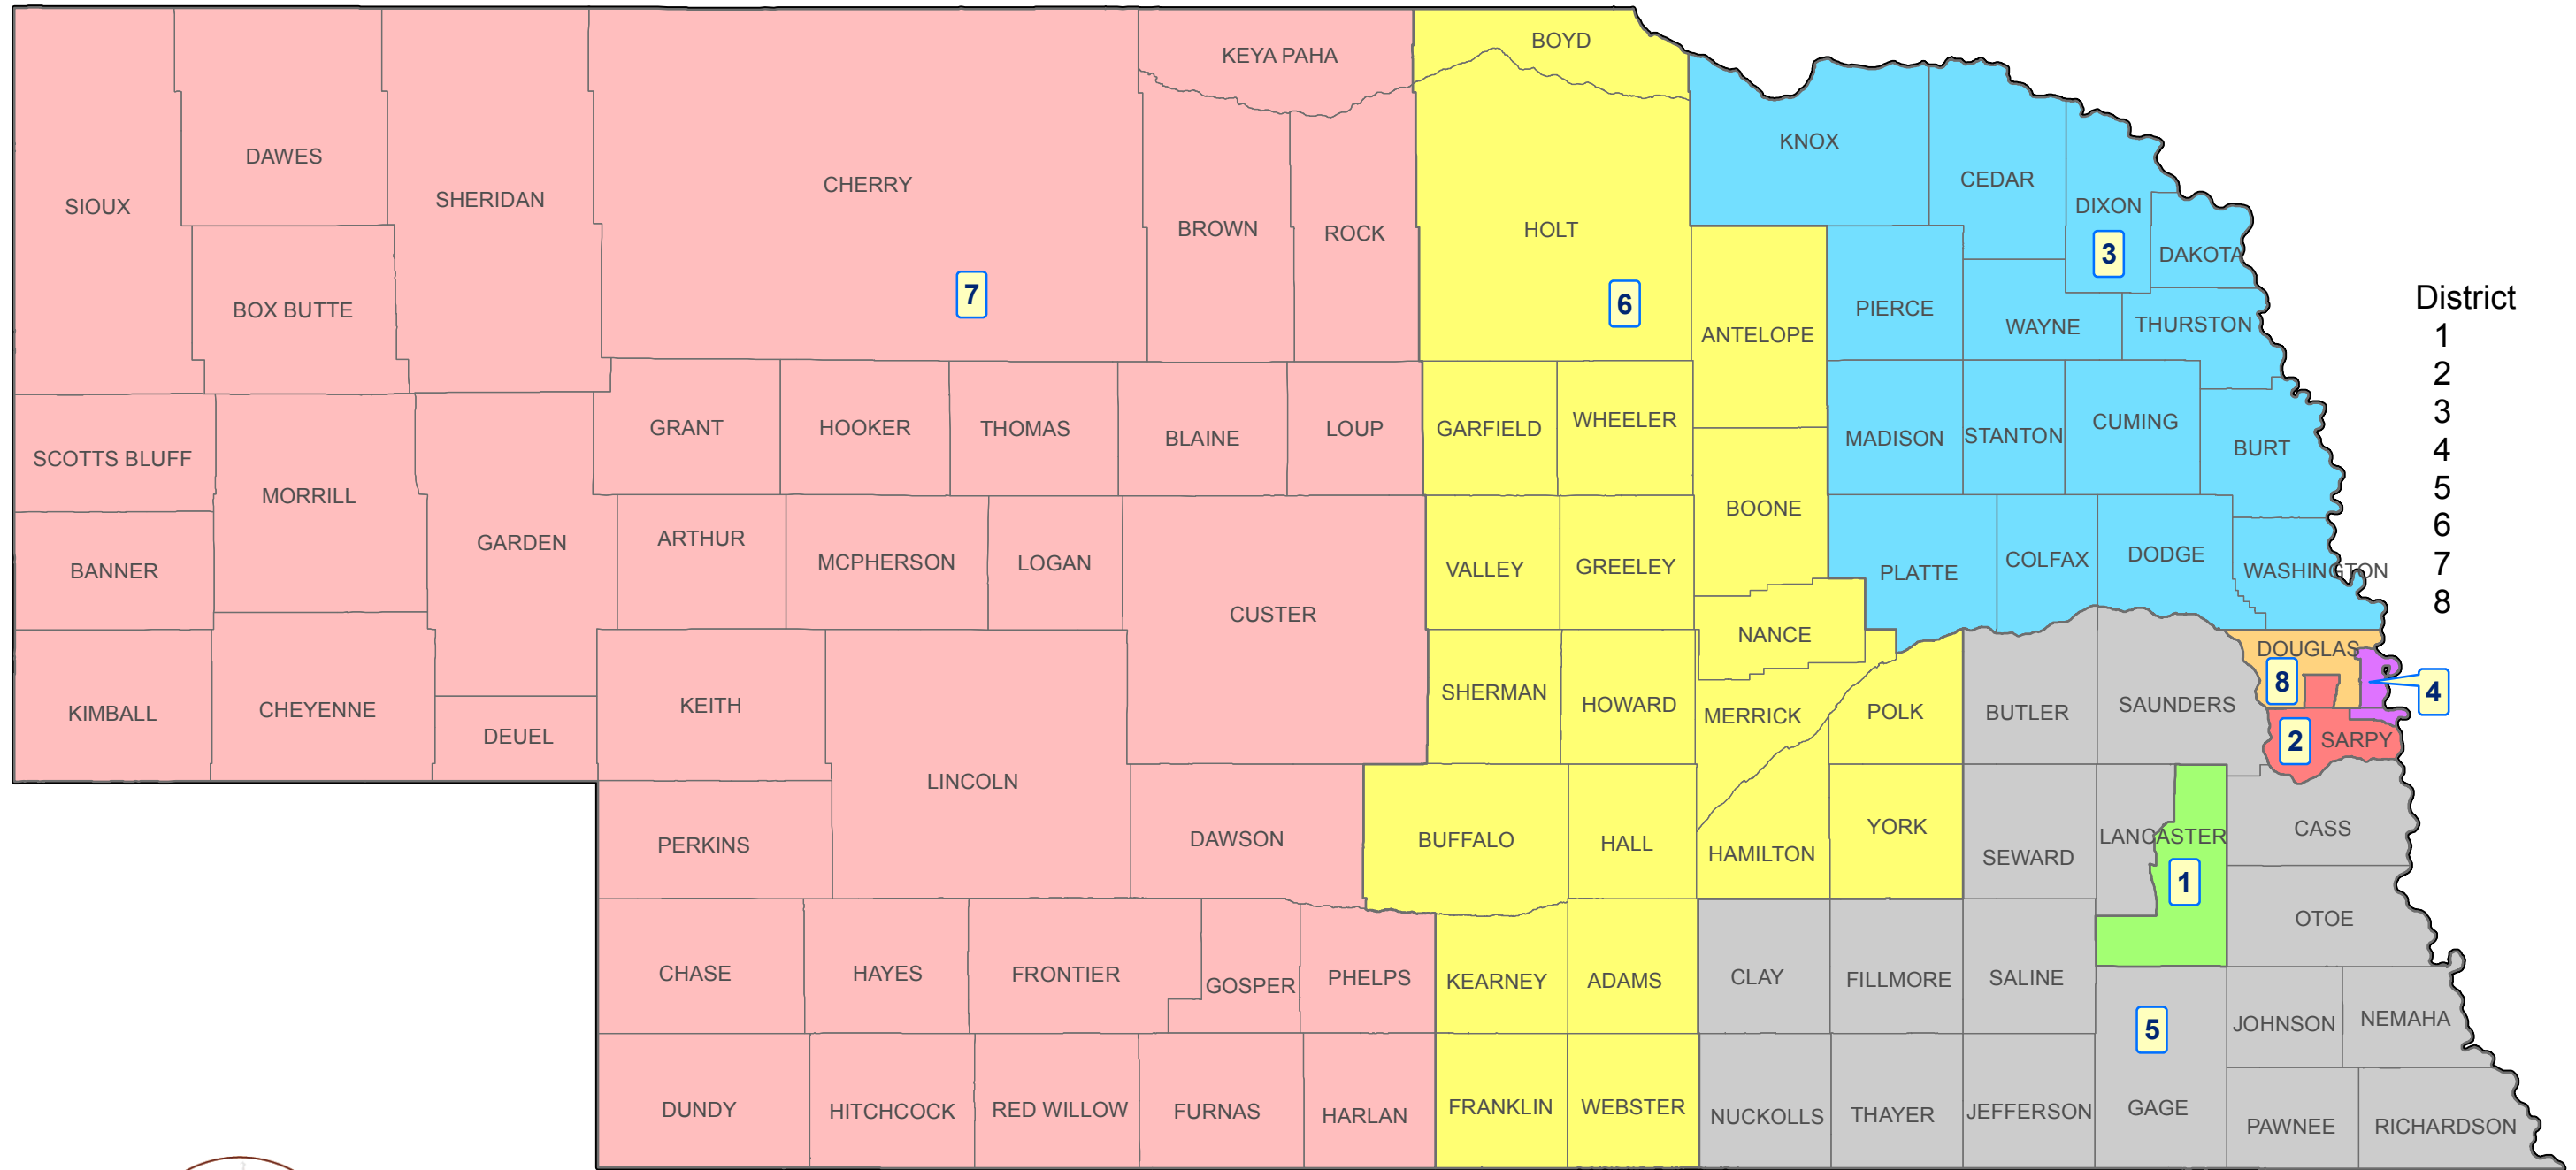 BOYD
KEYA PAHA
KNOX
DAWES
CEDAR
CHERRY
SHERIDAN
SIOUX
DIXON
BROWN
HOLT
ROCK
3
DAKOTA
7
6
District
BOX BUTTE
PIERCE
WAYNE
THURSTON
1
ANTELOPE
2
3
GRANT
HOOKER
THOMAS
BLAINE
LOUP
GARFIELD
WHEELER
MADISON
STANTON
CUMING
BURT
4
SCOTTS BLUFF
MORRILL
5
BOONE
6
GARDEN
ARTHUR
MCPHERSON
LOGAN
VALLEY
GREELEY
PLATTE
COLFAX
DODGE
WASHINGTON
7
BANNER
8
CUSTER
NANCE
DOUGLAS
8
4
KIMBALL
CHEYENNE
DEUEL
KEITH
SHERMAN
HOWARD
MERRICK
POLK
BUTLER
SAUNDERS
2
SARPY
LINCOLN
PERKINS
DAWSON
BUFFALO
HALL
HAMILTON
YORK
SEWARD
LANCASTER
CASS
1
OTOE
CHASE
HAYES
FRONTIER
GOSPER
PHELPS
KEARNEY
ADAMS
CLAY
FILLMORE
SALINE
5
JOHNSON
NEMAHA
DUNDY
HITCHCOCK
RED WILLOW
FURNAS
HARLAN
FRANKLIN
WEBSTER
NUCKOLLS
THAYER
JEFFERSON
GAGE
PAWNEE
RICHARDSON